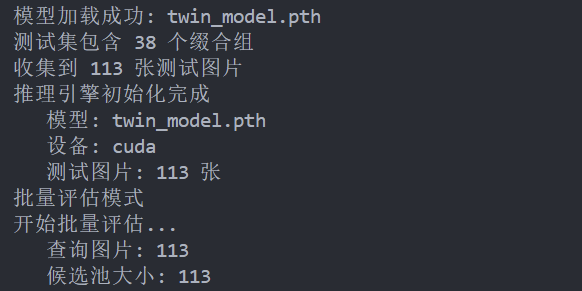 模型加载成功: twin_model.pth
测试集包含 38 个缀合组
收集到 113 张测试图片
推理引擎初始化完成
模型: twin_model.pth
设备: cuda
测试图片: 113 张
批量评估模式
开始批量评估...
查询图片: 113
候选池大小: 113